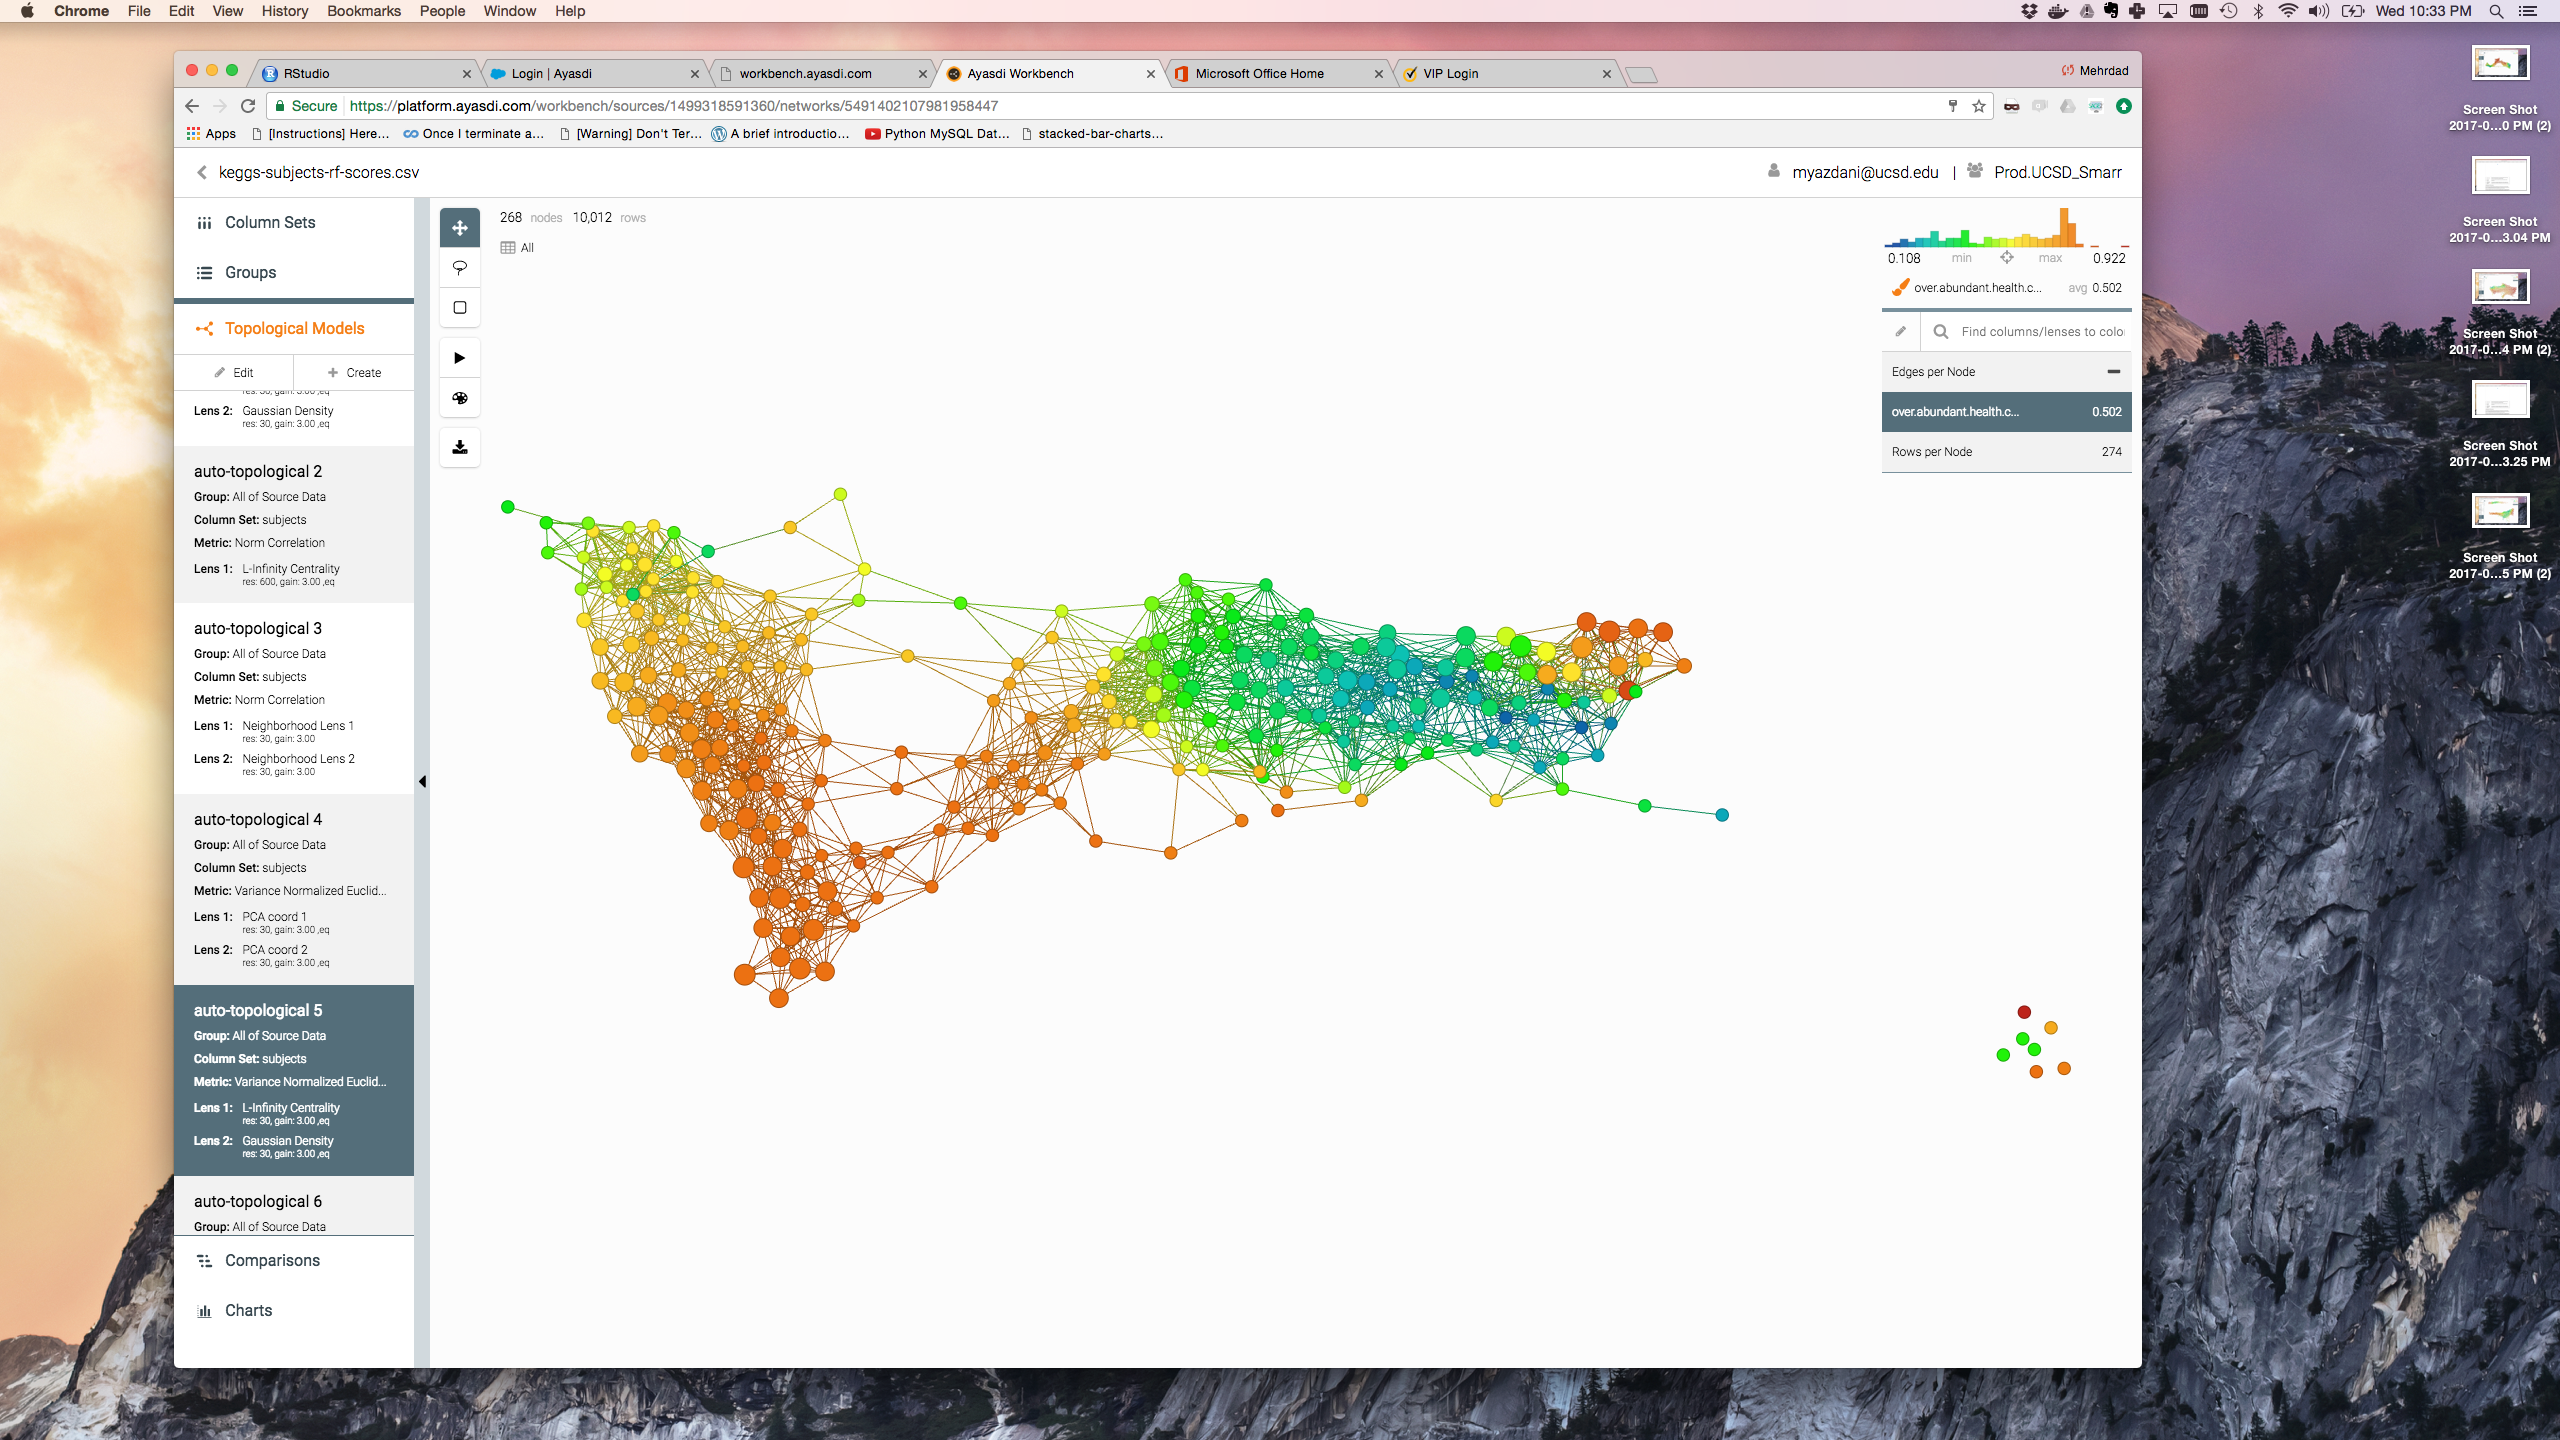 Chrome File Edit View History Bookmarks People Window Help
Wed 10:33 PM
RStudio
Login | Ayasdi
workbench.ayasdi.com
Ayasdi Workbench
Microsoft Office Home
VIP Login
Mehrdad
Secure https://platform.ayasdi.com/workbench/sources/1499318591360/networks/5491402107981958447
Apps [Instructions] Here... Once I terminate a... [Warning] Don't Ter... A brief introductio... Python MySQL Dat... stacked-bar-charts...
keggs-subjects-rf-scores.csv
myazdani@ucsd.edu | Prod.UCSD_Smarr
Column Sets
Groups
Topological Models
Edit Create
res: 30, gain: 3.00 ,eq
Lens 2: Gaussian Density
res: 30, gain: 3.00 ,eq
auto-topological 2
Group: All of Source Data
Column Set: subjects
Metric: Norm Correlation
Lens 1: L-Infinity Centrality
res: 600, gain: 3.00 ,eq
auto-topological 3
Group: All of Source Data
Column Set: subjects
Metric: Norm Correlation
Lens 1: Neighborhood Lens 1
res: 30, gain: 3.00
Lens 2: Neighborhood Lens 2
res: 30, gain: 3.00
auto-topological 4
Group: All of Source Data
Column Set: subjects
Metric: Variance Normalized Euclid...
Lens 1: PCA coord 1
res: 30, gain: 3.00 ,eq
Lens 2: PCA coord 2
res: 30, gain: 3.00 ,eq
auto-topological 5
Group: All of Source Data
Column Set: subjects
Metric: Variance Normalized Euclid...
Lens 1: L-Infinity Centrality
res: 30, gain: 3.00 ,eq
Lens 2: Gaussian Density
res: 30, gain: 3.00 ,eq
auto-topological 6
Group: All of Source Data
Comparisons
Charts
268 nodes 10,012 rows
All
0.108 min max 0.922
over.abundant.health.c... avg 0.502
Find columns/lenses to colo
Edges per Node
over.abundant.health.c... 0.502
Rows per Node 274
Screen Shot
2017-0...0 PM (2)
Screen Shot
2017-0...3.04 PM
Screen Shot
2017-0...4 PM (2)
Screen Shot
2017-0...3.25 PM
Screen Shot
2017-0...5 PM (2)